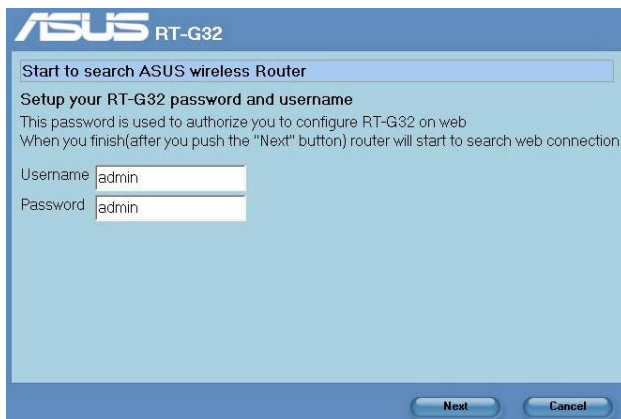 ASUS RT-G32
Start to search ASUS wireless Router
Setup your RT-G32 password and username
This password is used to authorize you to configure RT-G32 on web
When you finish(after you push the "Next" button) router will start to search web connection
Username admin
Password admin
Next Cancel